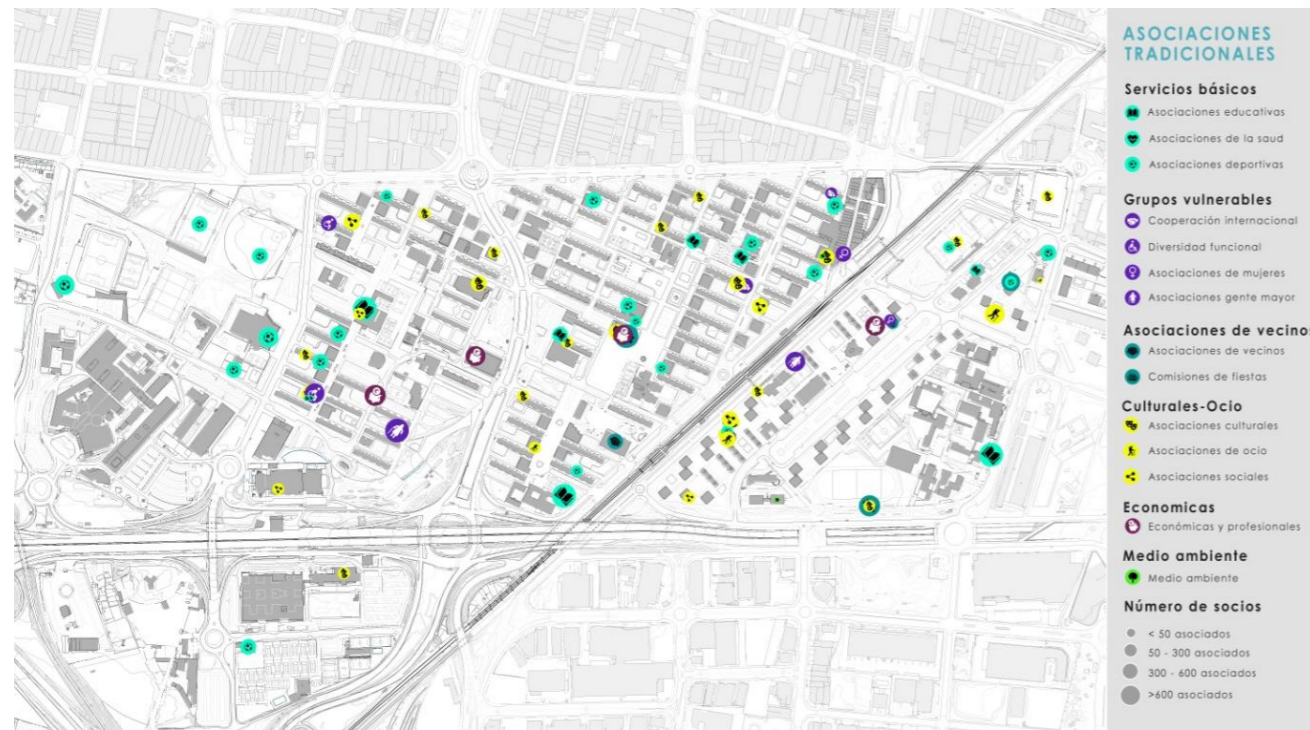 ASOCIACIONES
TRADICIONALES
Servicios básicos
Asociaciones educativas
Asociaciones de la saud
Asociaciones deportivas
Grupos vulnerables
Cooperación internacional
Diversidad funcional
Asociaciones de mujeres
Asociaciones gente mayor
Asociaciones de vecino
Asociaciones de vecinos
Comisiones de fiestas
Culturales-Ocio
Asociaciones culturales
Asociaciones de ocio
Asociaciones sociales
Economicas
Económicas y profesionales
Medio ambiente
Medio ambiente
Número de socios
< 50 asociados
50 - 300 asociados
300 - 600 asociados
>600 asociados